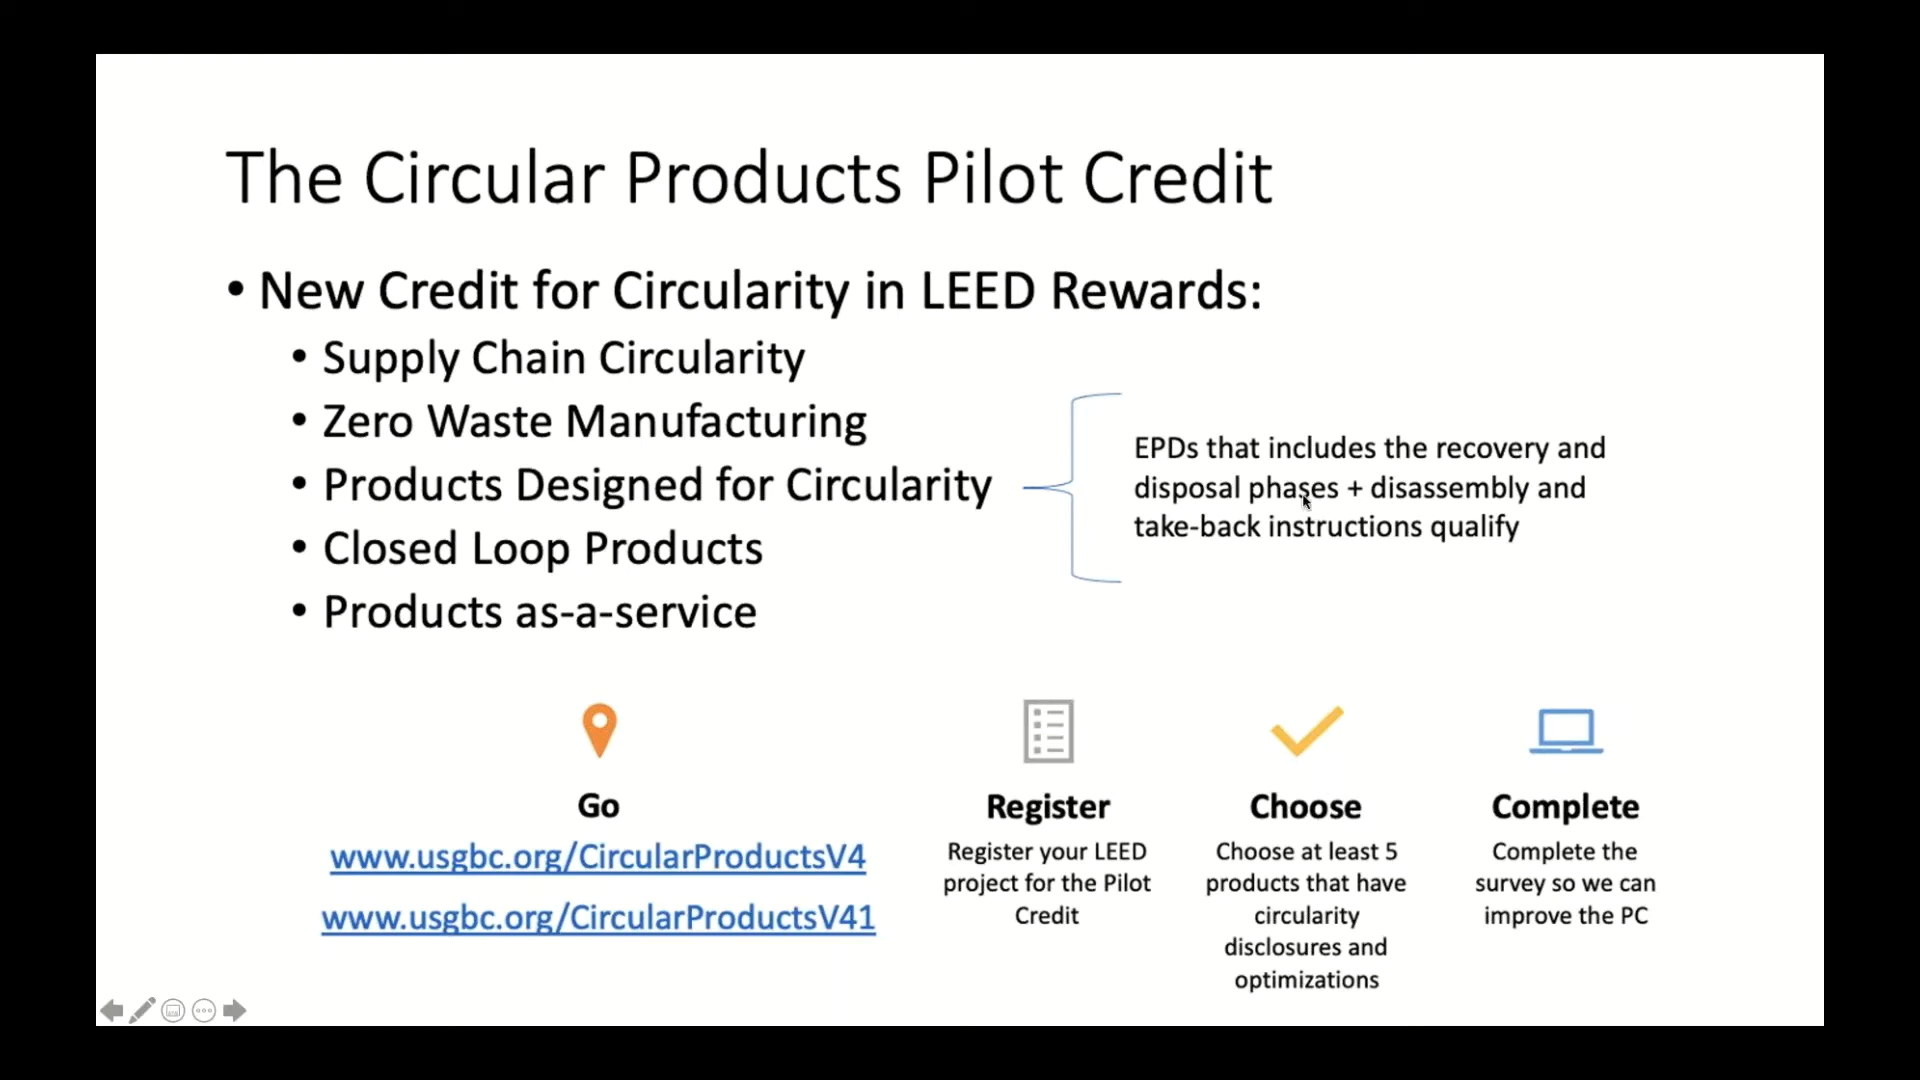 The Circular Products Pilot Credit
• New Credit for Circularity in LEED Rewards:
• Supply Chain Circularity
• Zero Waste Manufacturing
• Products Designed for Circularity
• Closed Loop Products
• Products as-a-service
EPDs that includes the recovery and
disposal phases + disassembly and
take-back instructions qualify
Go
www.usgbc.org/CircularProductsV4
www.usgbc.org/CircularProductsV41
Register
Register your LEED
project for the Pilot
Credit
Choose
Choose at least 5
products that have
circularity
disclosures and
optimizations
Complete
Complete the
survey so we can
improve the PC